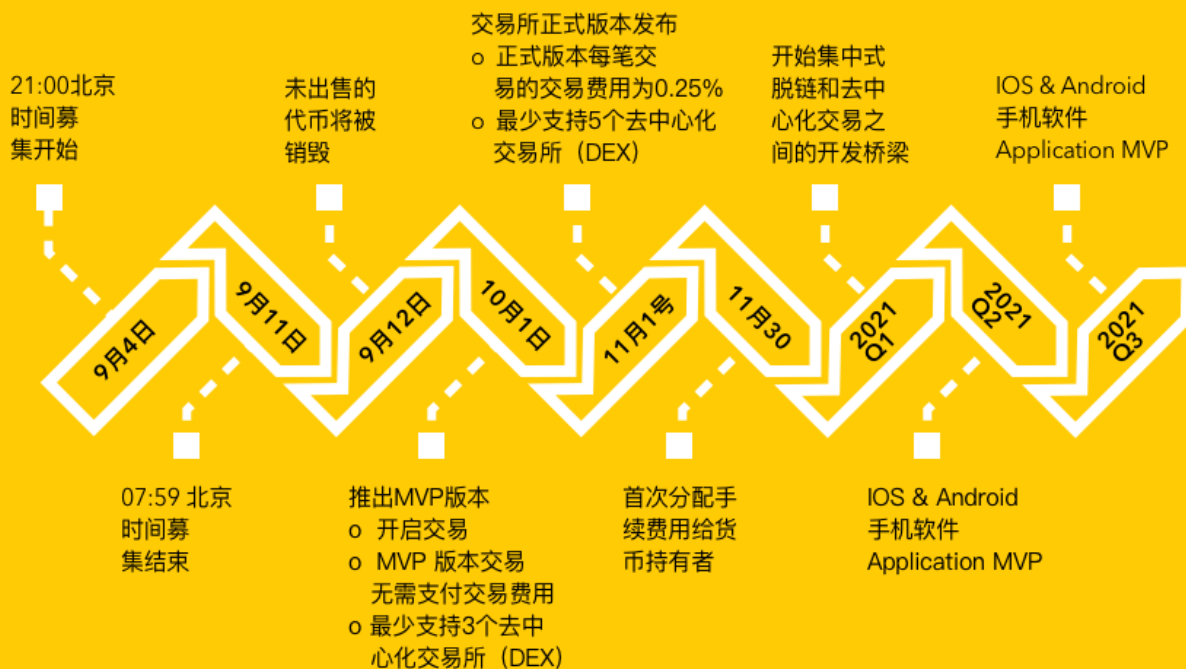 交易所正式版本发布
o 正式版本每笔交
易的交易费用为0.25%
o 最少支持5个去中心化
交易所（DEX）
21:00北京
时间募
集开始
未出售的
代币将被
销毁
开始集中式
脱链和去中
心化交易之
间的开发桥梁
IOS & Android
手机软件
Application MVP
9月4日
9月11日
9月12日
10月1日
11月1号
11月30
2021
Q1
2021
Q2
2021
Q3
07:59 北京
时间募
集结束
推出MVP版本
o 开启交易
o MVP 版本交易
无需支付交易费用
o 最少支持3个去中
心化交易所（DEX）
首次分配手
续费用给货
币持有者
IOS & Android
手机软件
Application MVP